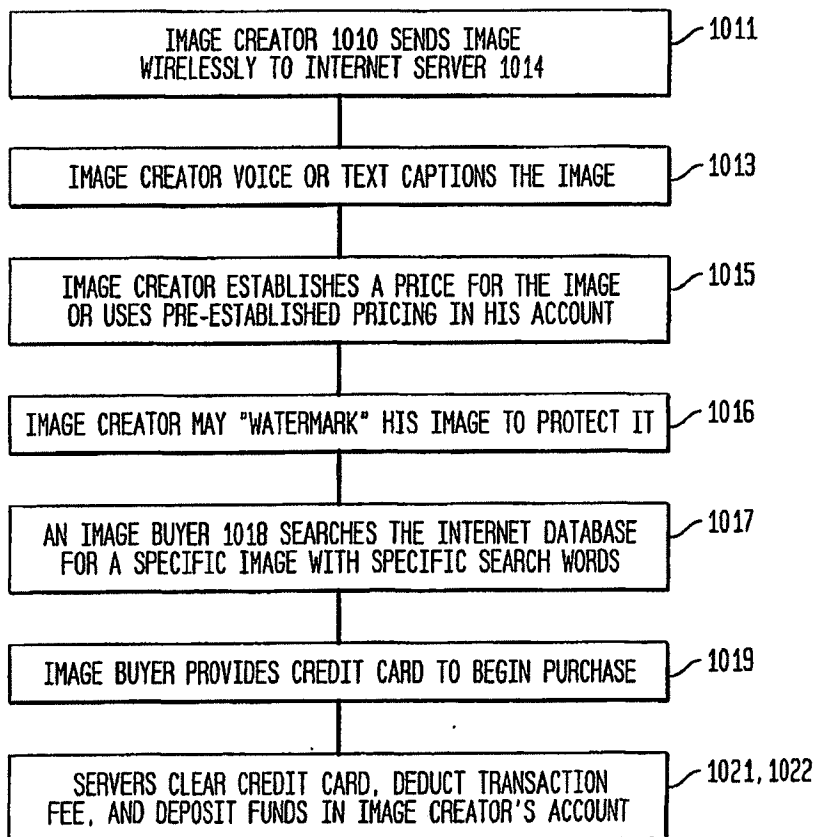 IMAGE CREATOR 1010 SENDS IMAGE
WIRELESSLY TO INTERNET SERVER 1014
1011
IMAGE CREATOR VOICE OR TEXT CAPTIONS THE IMAGE
1013
IMAGE CREATOR ESTABLISHES A PRICE FOR THE IMAGE
OR USES PRE-ESTABLISHED PRICING IN HIS ACCOUNT
1015
IMAGE CREATOR MAY "WATERMARK" HIS IMAGE TO PROTECT IT
1016
AN IMAGE BUYER 1018 SEARCHES THE INTERNET DATABASE
FOR A SPECIFIC IMAGE WITH SPECIFIC SEARCH WORDS
1017
IMAGE BUYER PROVIDES CREDIT CARD TO BEGIN PURCHASE
1019
SERVERS CLEAR CREDIT CARD, DEDUCT TRANSACTION
FEE, AND DEPOSIT FUNDS IN IMAGE CREATOR'S ACCOUNT
1021, 1022